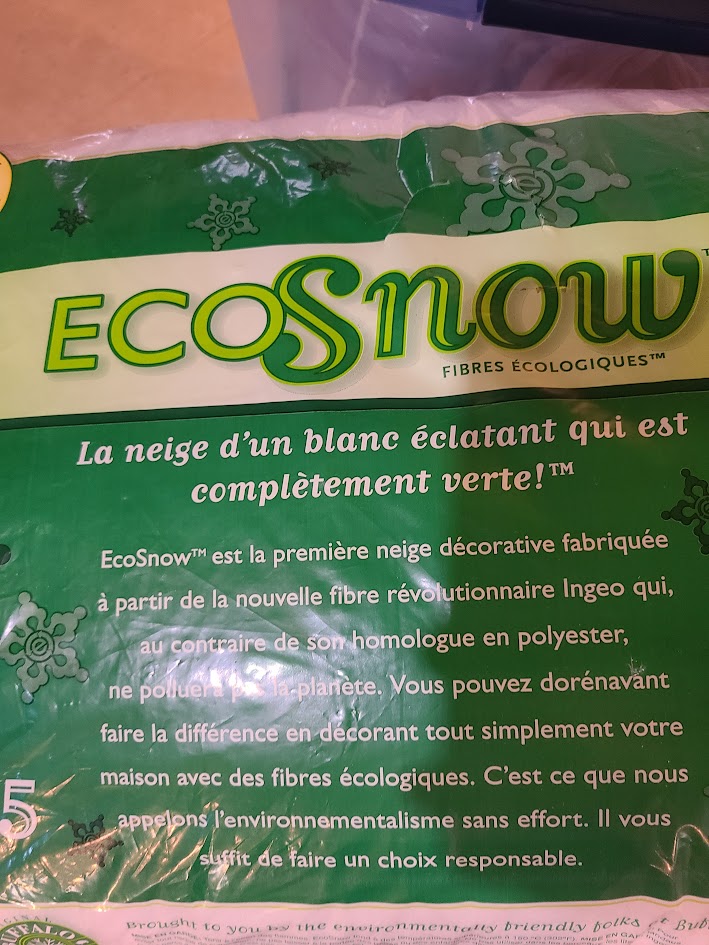 ECOSnow
FIBRES ÉCOLOGIQUES™
La neige d'un blanc éclatant qui est
complètement verte!™
EcoSnow™ est la première neige décorative fabriquée
à partir de la nouvelle fibre révolutionnaire Ingeo qui,
au contraire de son homologue en polyester,
ne polluera pas la planète. Vous pouvez dorénavant
faire la différence en décorant tout simplement votre
maison avec des fibres écologiques. C'est ce que nous
appelons l'environnementalisme sans effort. Il vous
suffit de faire un choix responsable.
5
Brought to you by the environmentally friendly folks at Buf